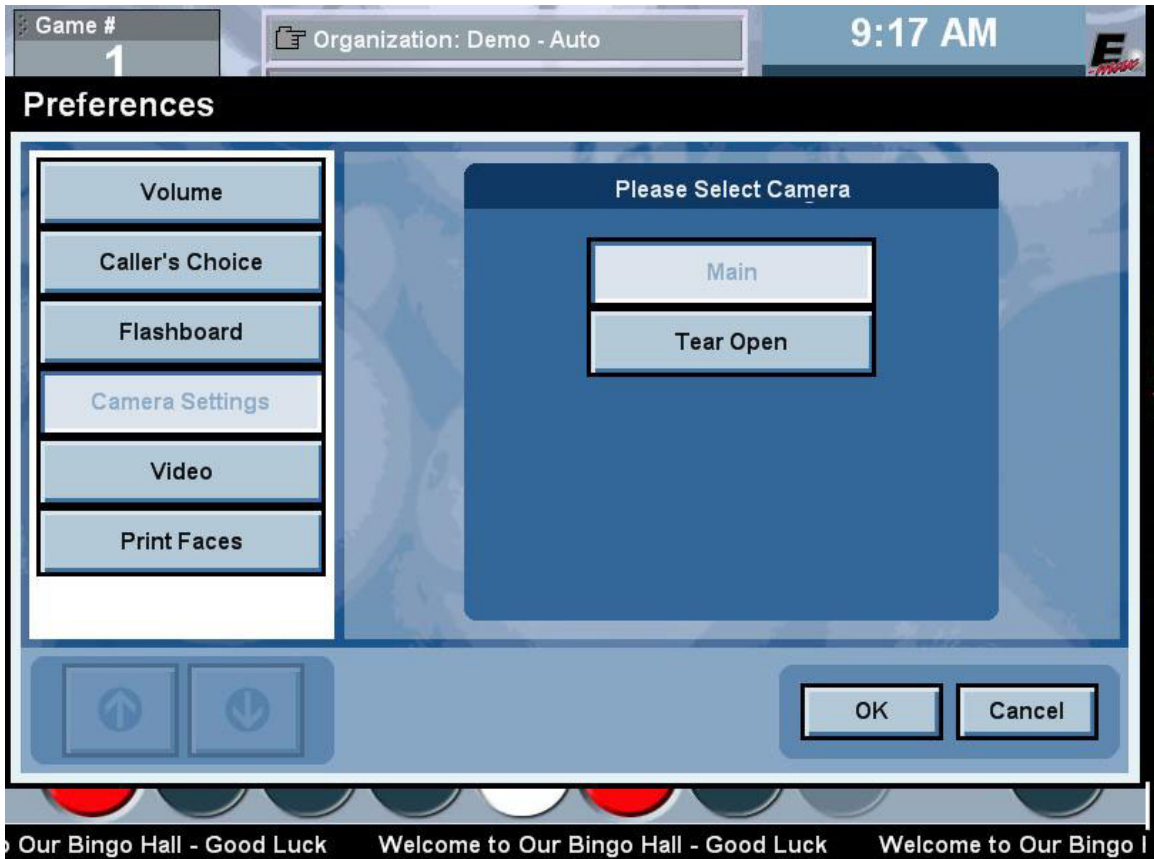 Game #
1
Organization: Demo - Auto
9:17 AM
E
-max
Preferences
Volume
Caller's Choice
Flashboard
Camera Settings
Video
Print Faces
Please Select Camera
Main
Tear Open
OK
Cancel
Our Bingo Hall - Good Luck Welcome to Our Bingo Hall - Good Luck Welcome to Our Bingo